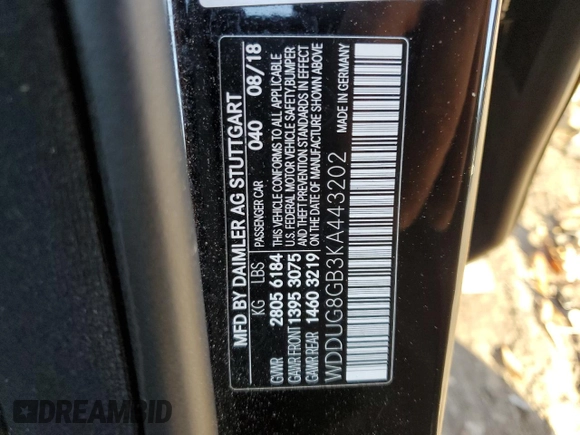 MFD BY DAIMLER AG STUTTGART
KG LBS PASSENGER CAR 040 08/18
GVWR 2805 6184 THIS VEHICLE CONFORMS TO ALL APPLICABLE
GAWR FRONT 1395 3075 U.S. FEDERAL MOTOR VEHICLE SAFETY, BUMPER
GAWR REAR 1460 3219 AND THEFT PREVENTION STANDARDS IN EFFECT
ON THE DATE OF MANUFACTURE SHOWN ABOVE
WDDUG8GB3KA443202 MADE IN GERMANY
DREAMBID